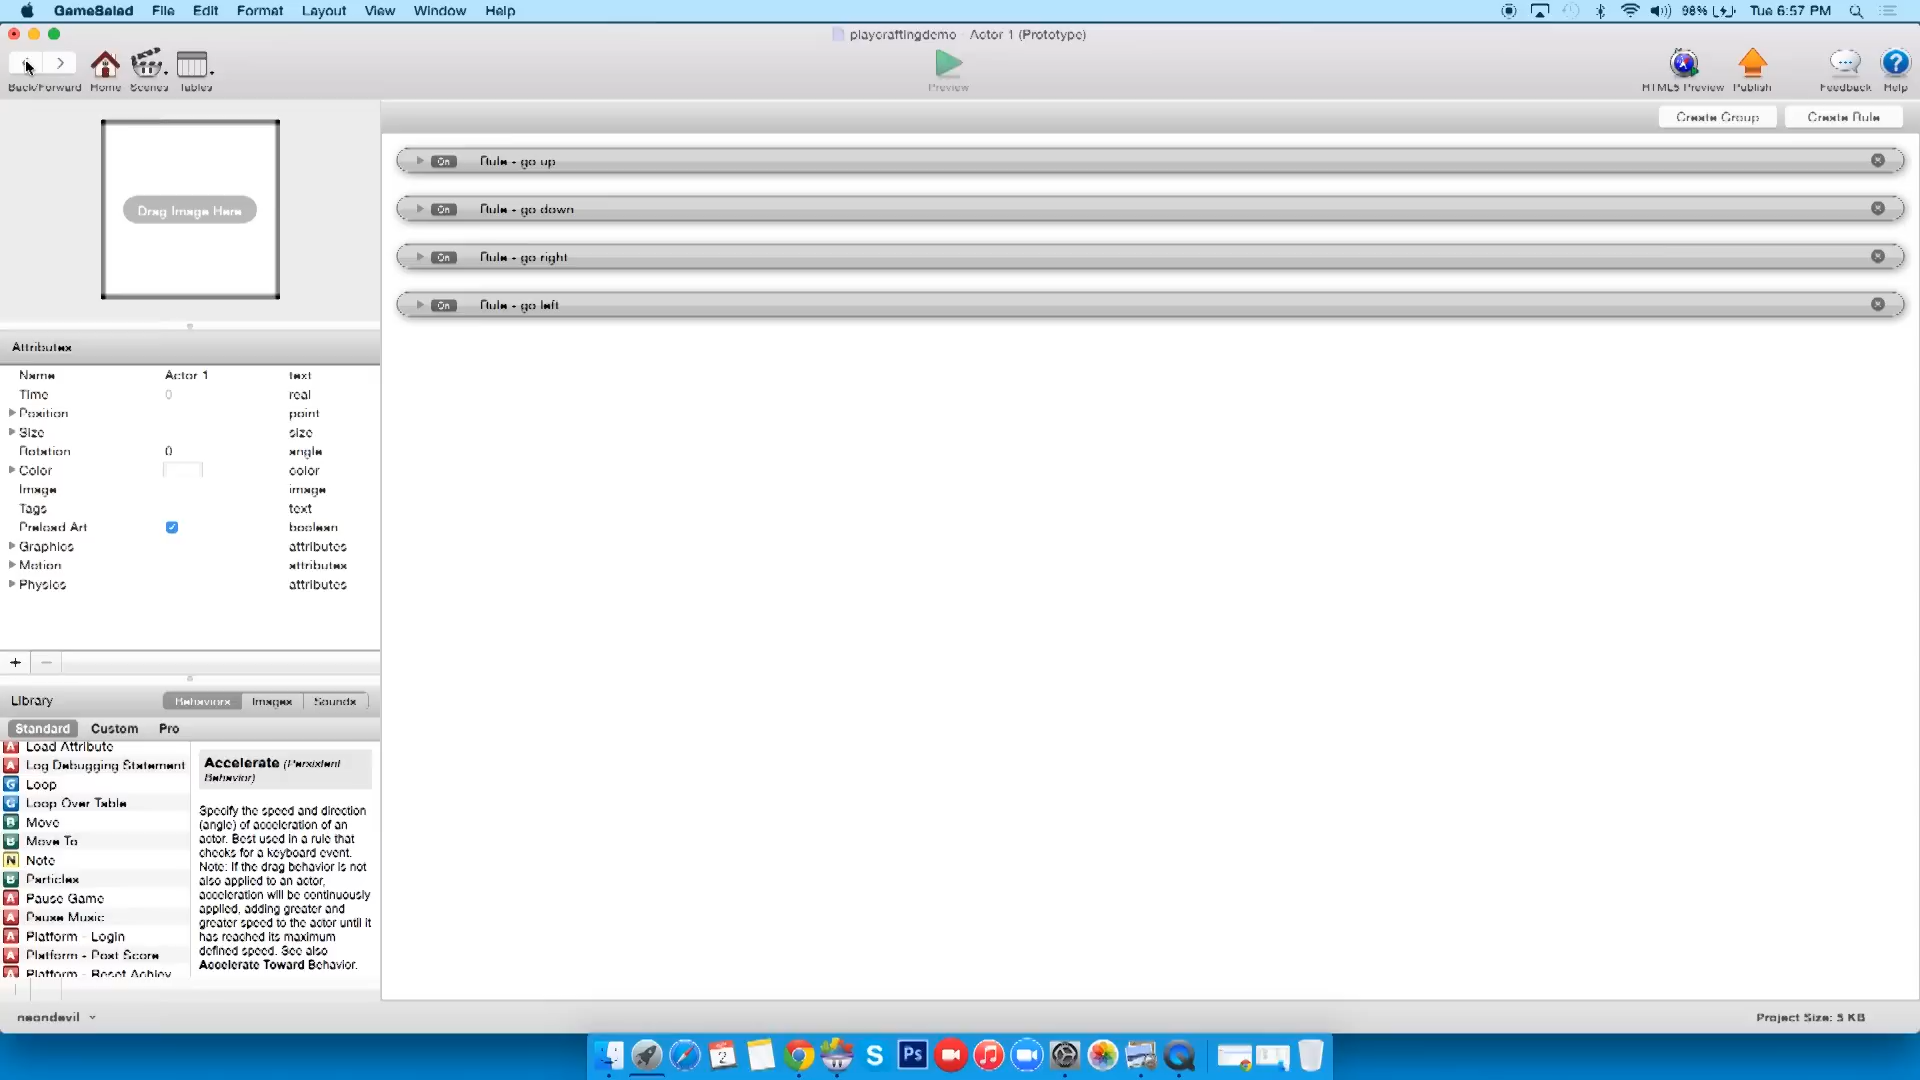 GameSalad File Edit Format Layout View Window Help 98% Tue 6:57 PM
playcraftingdemo - Actor 1 (Prototype)
Back/Forward Home Scenes Tables Preview HTML5 Preview Publish Feedback Help
Create Group Create Rule
Drag Image Here
On Rule - go up
On Rule - go down
On Rule - go right
On Rule - go left
Attributes
Name Actor 1 text
Time 0 real
Position point
Size size
Rotation 0 angle
Color color
Image image
Tags text
Preload Art boolean
Graphics attributes
Motion attributes
Physics attributes
Library Behaviors Images Sounds
Standard Custom Pro
A Load Attribute
A Log Debugging Statement
G Loop
G Loop Over Table
B Move
B Move To
N Note
B Particles
A Pause Game
A Pause Music
A Platform - Login
A Platform - Post Score
A Platform - Reset Achiev
Accelerate (Persistent
Behavior)
Specify the speed and direction
(angle) of acceleration of an
actor. Best used in a rule that
checks for a keyboard event.
Note: If the drag behavior is not
also applied to an actor,
acceleration will be continuously
applied, adding greater and
greater speed to the actor until it
has reached its maximum
defined speed. See also
Accelerate Toward Behavior.
neondevil
Project Size: 5 KB
2
S
Ps